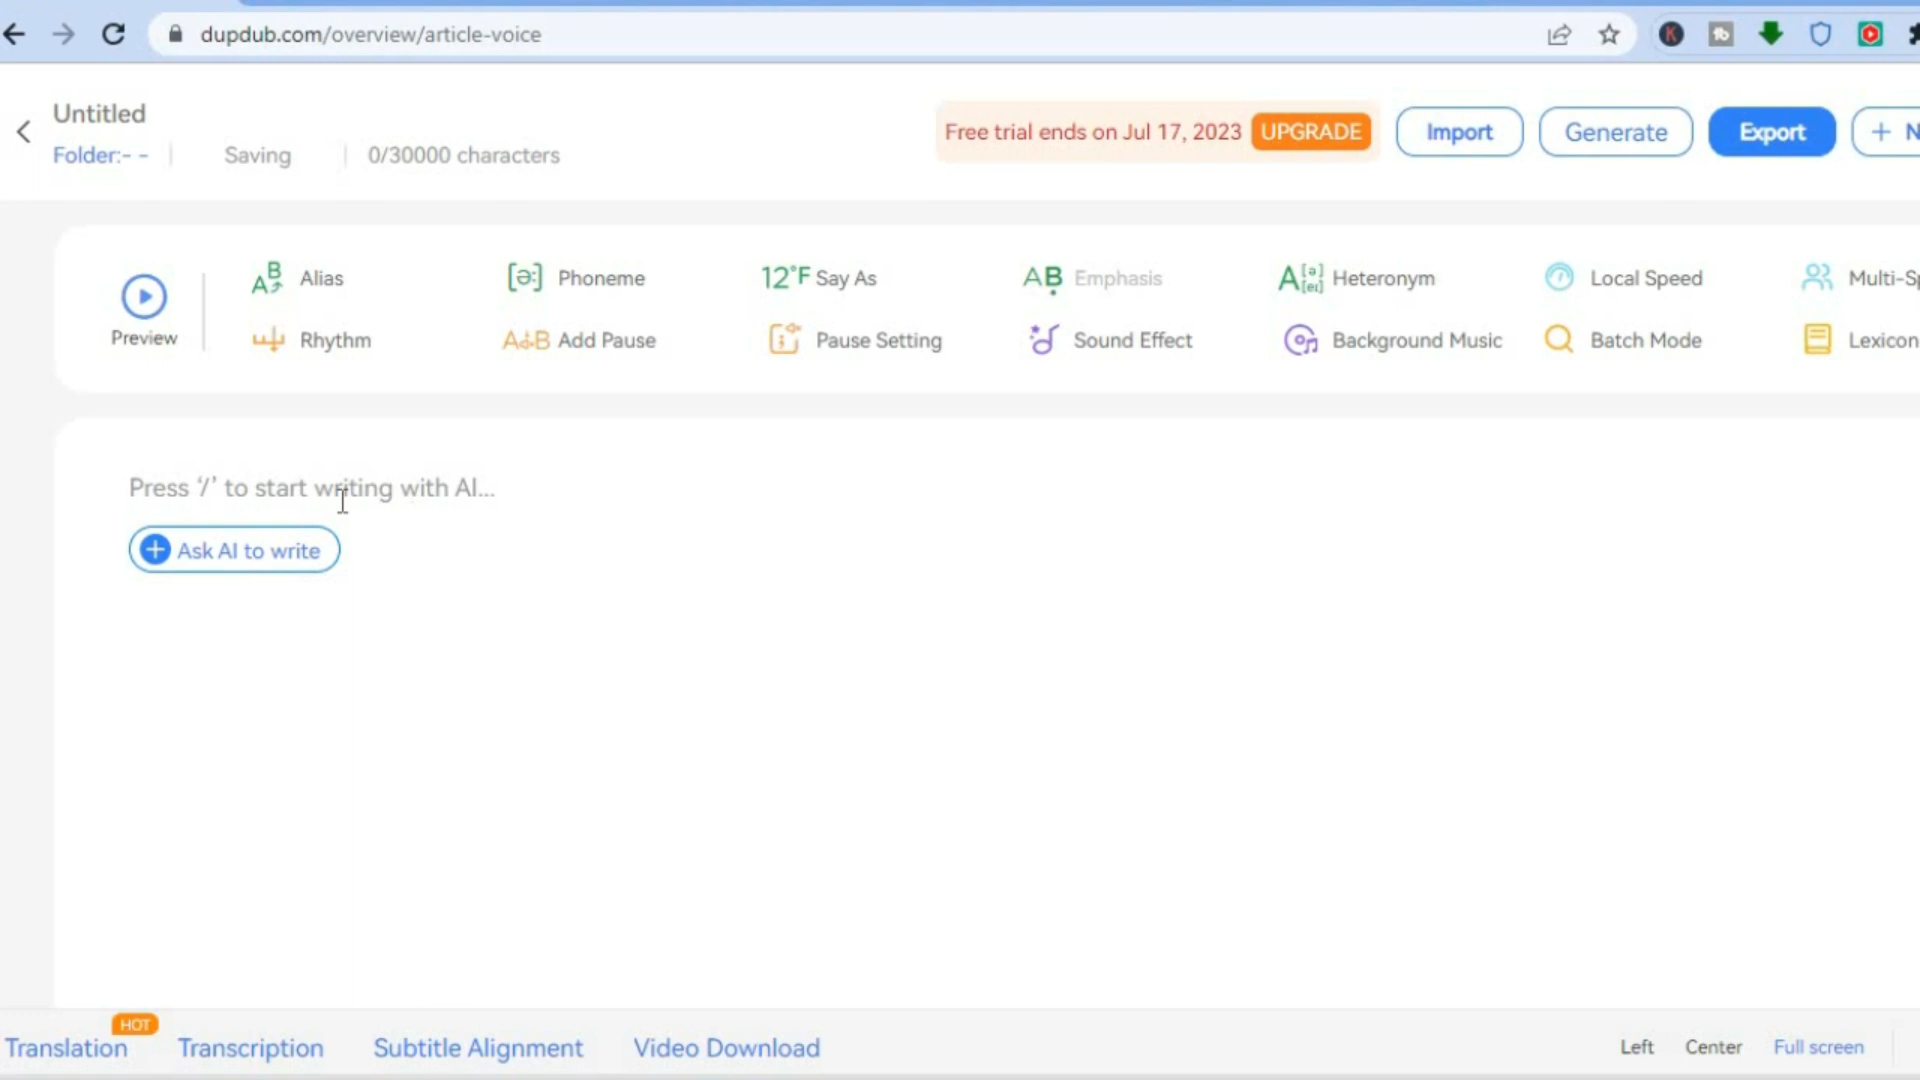 dupdub.com/overview/article-voice
Untitled
Folder:- -
Saving
0/30000 characters
Free trial ends on Jul 17, 2023
UPGRADE
Import
Generate
Export
+ N
Preview
Alias
Phoneme
12°F Say As
Emphasis
Heteronym
Local Speed
Multi-Sp
Rhythm
Add Pause
Pause Setting
Sound Effect
Background Music
Batch Mode
Lexicon
Press ‘/’ to start writing with AI...
Ask AI to write
HOT
Translation
Transcription
Subtitle Alignment
Video Download
Left
Center
Full screen